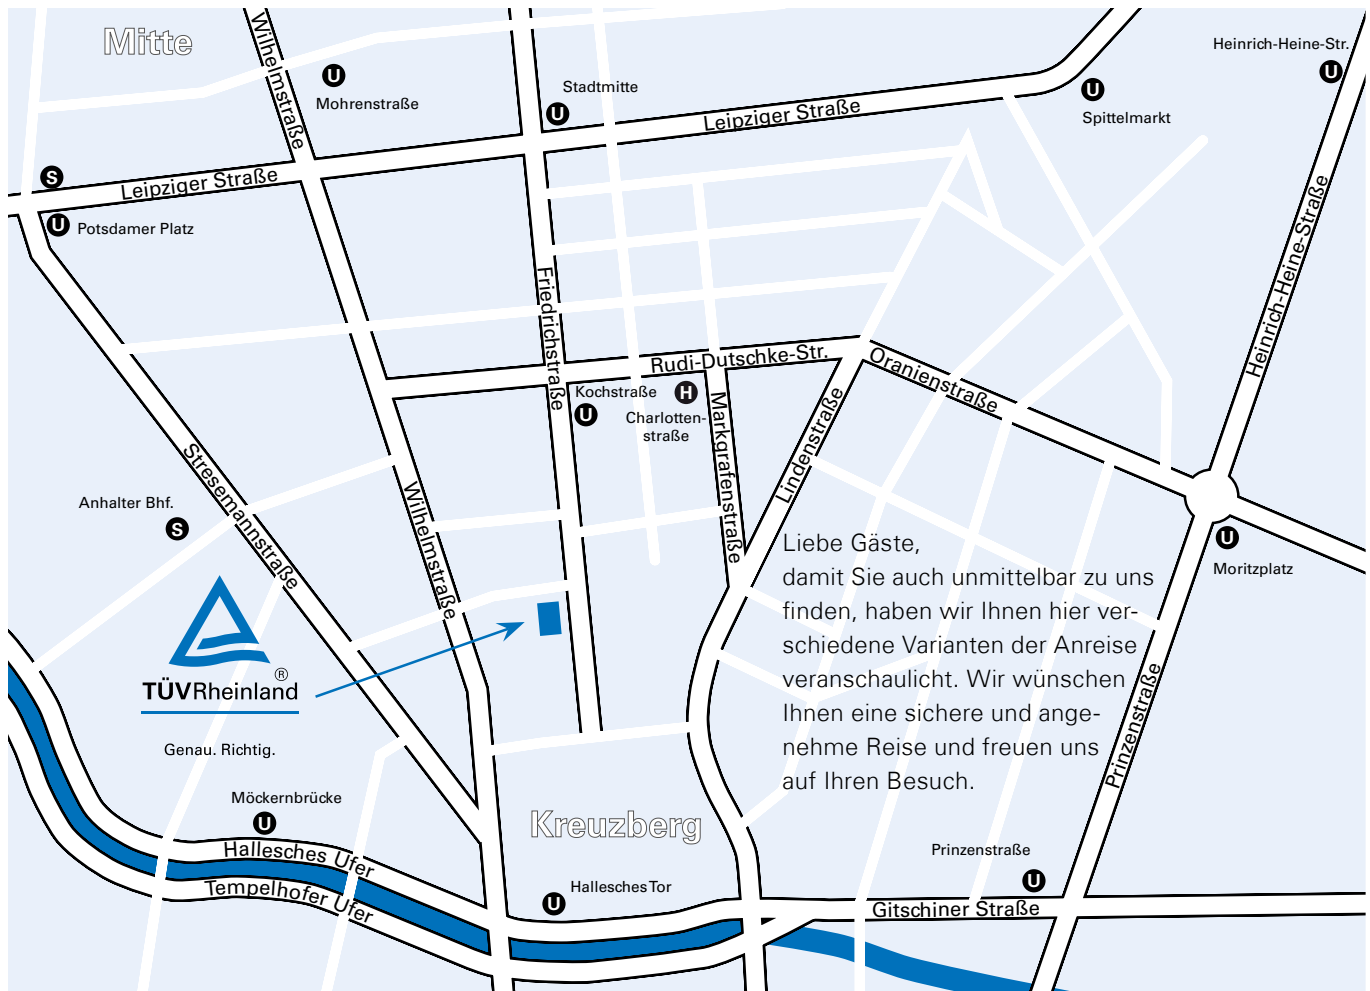 Mitte
Wilhelmstraße
U
Mohrenstraße
Stadtmitte
U
Leipziger Straße
U
Spittelmarkt
Heinrich-Heine-Str.
U
S
Leipziger Straße
U
Potsdamer Platz
Heinrich-Heine-Straße
Friedrichstraße
Rudi-Dutschke-Str.
Oranienstraße
Kochstraße
U
H
Charlotten-
straße
Markgrafenstraße
Lindenstraße
Stresemannstraße
Wilhelmstraße
Anhalter Bhf.
S
U
Moritzplatz
Liebe Gäste,
damit Sie auch unmittelbar zu uns
finden, haben wir Ihnen hier ver-
schiedene Varianten der Anreise
veranschaulicht. Wir wünschen
Ihnen eine sichere und ange-
nehme Reise und freuen uns
auf Ihren Besuch.
®
TÜVRheinland
Genau. Richtig.
Prinzenstraße
Möckernbrücke
U
Kreuzberg
Hallesches Ufer
Tempelhofer Ufer
Hallesches Tor
U
Prinzenstraße
U
Gitschiner Straße